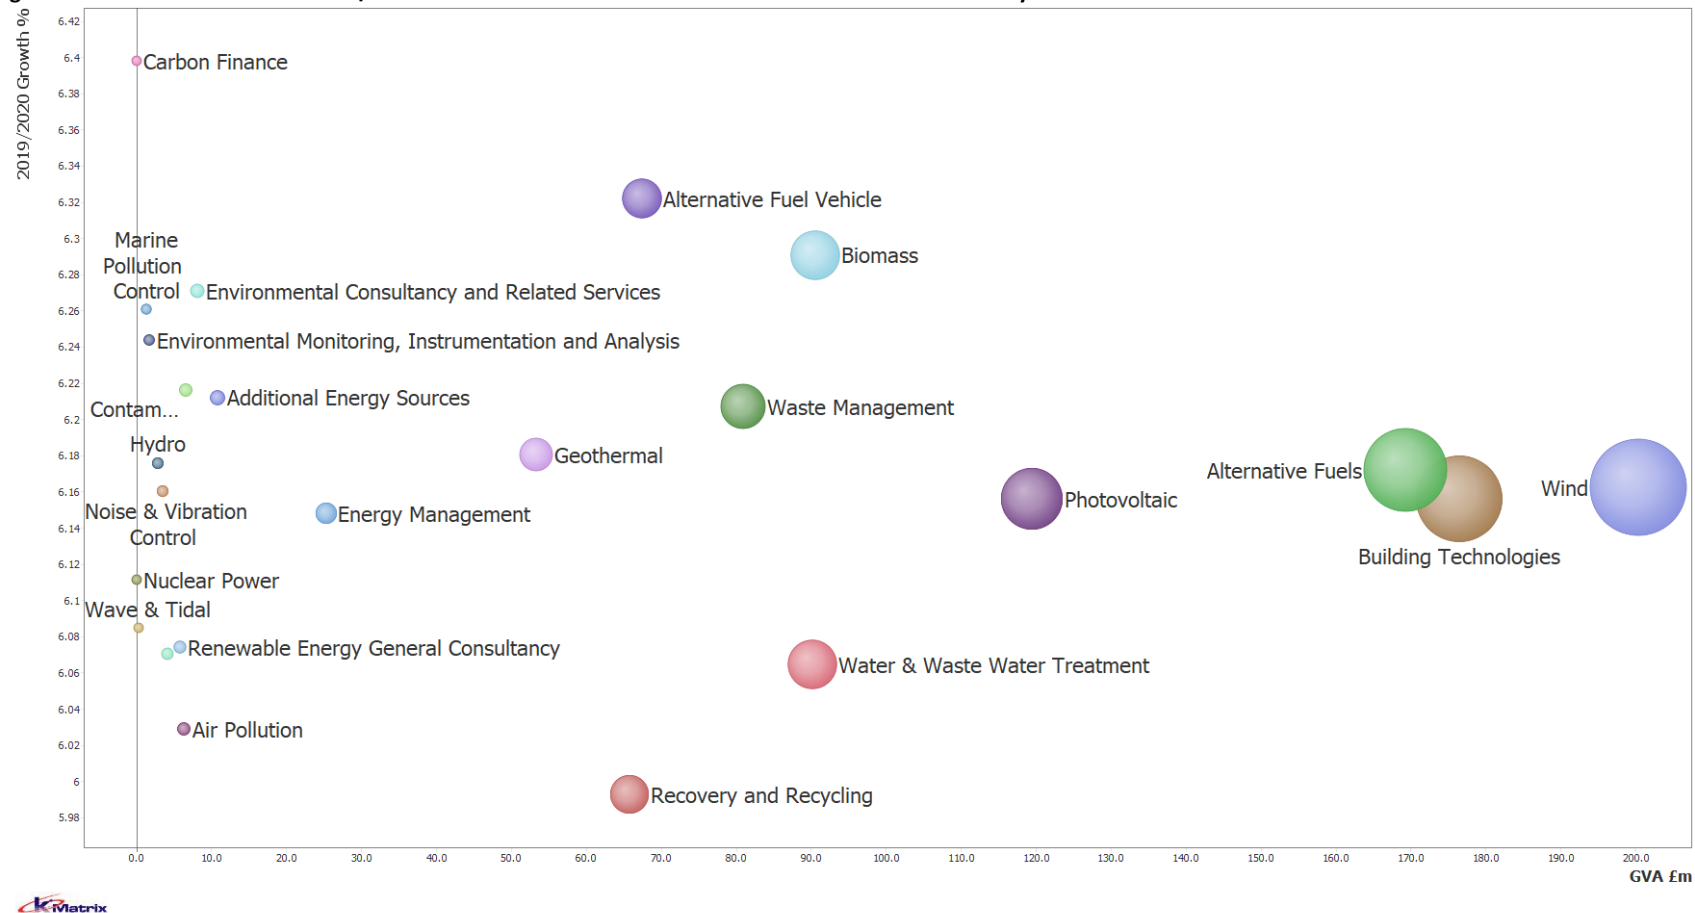 2019/2020 Growth %
6.42
6.4
6.38
6.36
6.34
6.32
6.3
6.28
6.26
6.24
6.22
6.2
6.18
6.16
6.14
6.12
6.1
6.08
6.06
6.04
6.02
6
5.98
Carbon Finance
Alternative Fuel Vehicle
Marine
Pollution
Control
Biomass
Environmental Consultancy and Related Services
Environmental Monitoring, Instrumentation and Analysis
Contam...
Additional Energy Sources
Waste Management
Hydro
Geothermal
Alternative Fuels
Wind
Noise & Vibration
Control
Energy Management
Photovoltaic
Building Technologies
Nuclear Power
Wave & Tidal
Renewable Energy General Consultancy
Water & Waste Water Treatment
Air Pollution
Recovery and Recycling
0.0 10.0 20.0 30.0 40.0 50.0 60.0 70.0 80.0 90.0 100.0 110.0 120.0 130.0 140.0 150.0 160.0 170.0 180.0 190.0 200.0
GVA £m
kMatrix